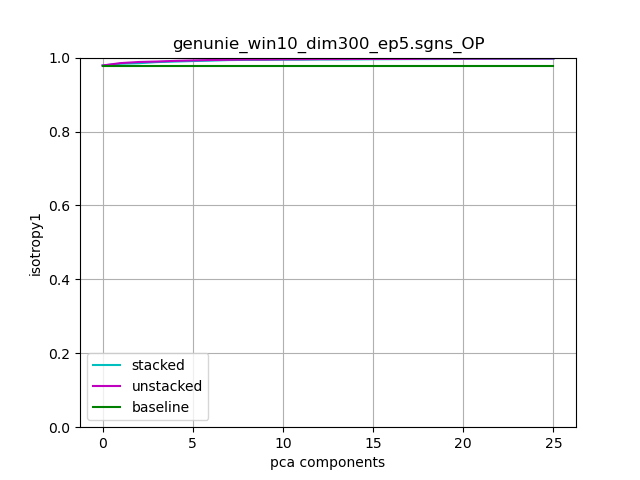 genunie_win10_dim300_ep5.sgns_OP
1.0
0.8
0.6
0.4
0.2
0.0
isotropy1
stacked
unstacked
baseline
0 5 10 15 20 25
pca components